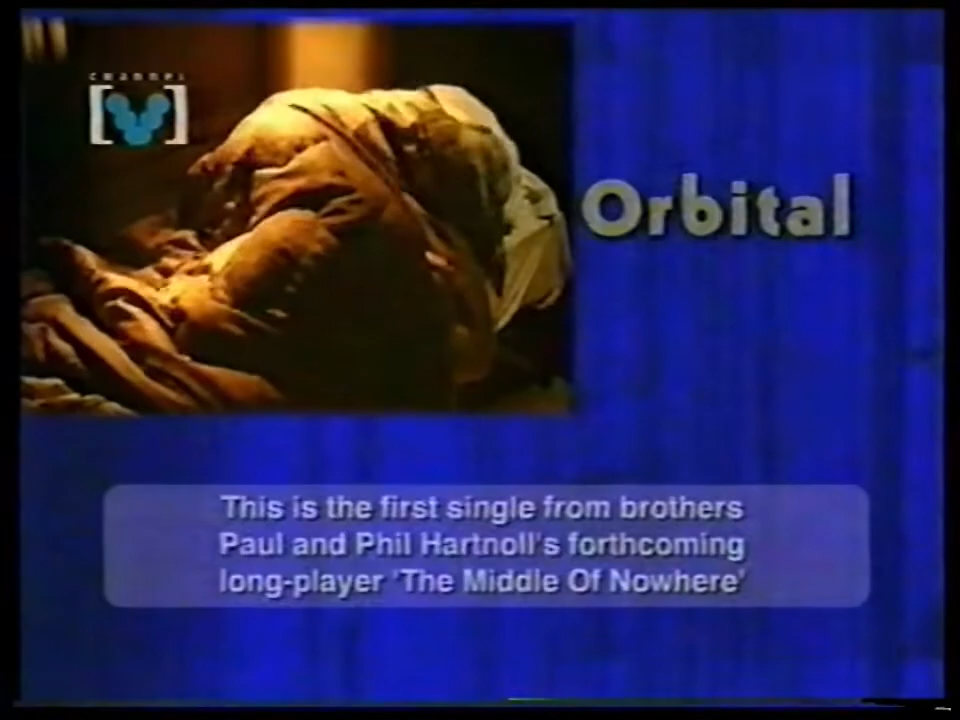 channel
[V]
Orbital
This is the first single from brothers
Paul and Phil Hartnoll's forthcoming
long-player 'The Middle Of Nowhere'